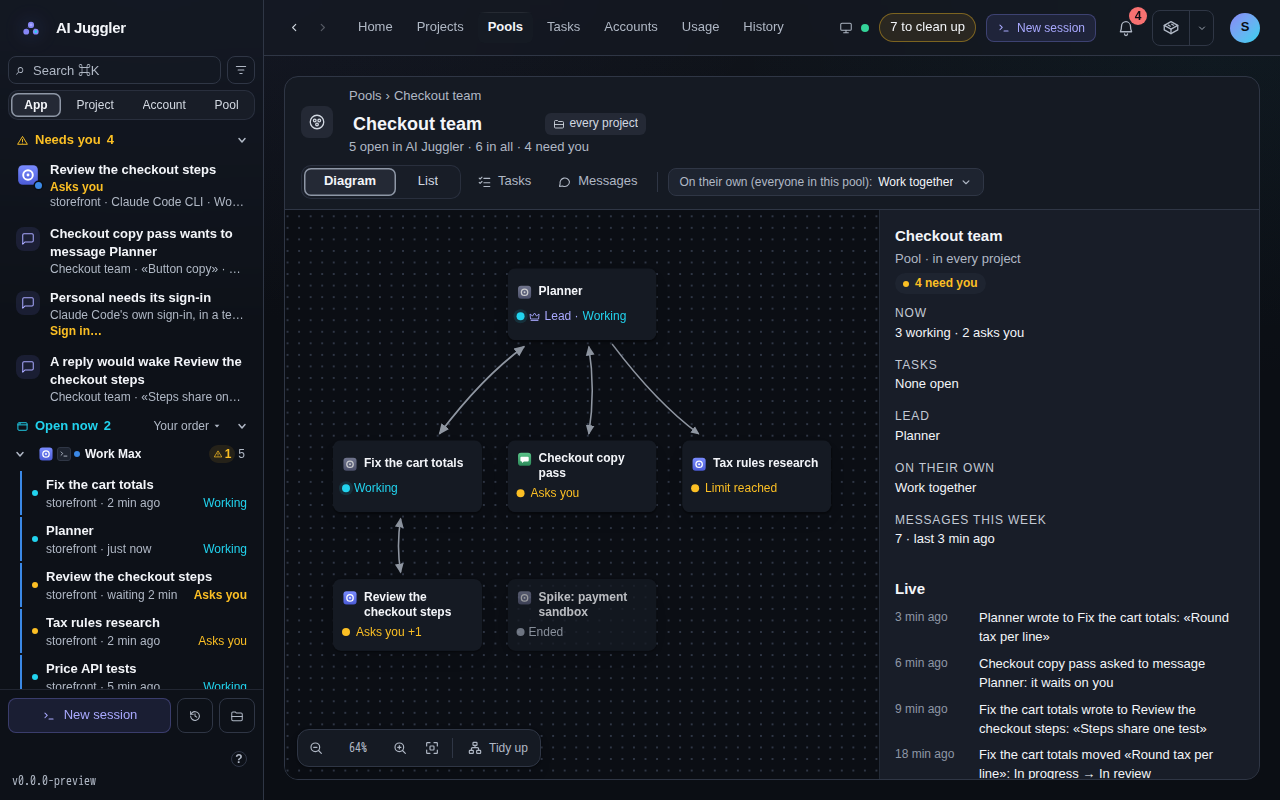 AI Juggler
Search ⌘K
App
Project
Account
Pool
Needs you 4
Review the checkout steps
Asks you
storefront · Claude Code CLI · Wo…
Checkout copy pass wants to
message Planner
Checkout team · «Button copy» · …
Personal needs its sign-in
Claude Code's own sign-in, in a te…
Sign in…
A reply would wake Review the
checkout steps
Checkout team · «Steps share on…
Open now 2
Your order
Work Max
1
5
Fix the cart totals
storefront · 2 min ago
Working
Planner
storefront · just now
Working
Review the checkout steps
storefront · waiting 2 min
Asks you
Tax rules research
storefront · 2 min ago
Asks you
Price API tests
storefront · 5 min ago
Working
New session
?
v0.0.0-preview
Home
Projects
Pools
Tasks
Accounts
Usage
History
7 to clean up
New session
4
S
Pools › Checkout team
Checkout team
every project
5 open in AI Juggler · 6 in all · 4 need you
Diagram
List
Tasks
Messages
On their own (everyone in this pool): Work together
Planner
Lead · Working
Fix the cart totals
Working
Checkout copy
pass
Asks you
Tax rules research
Limit reached
Review the
checkout steps
Asks you +1
Spike: payment
sandbox
Ended
64%
Tidy up
Checkout team
Pool · in every project
4 need you
NOW
3 working · 2 asks you
TASKS
None open
LEAD
Planner
ON THEIR OWN
Work together
MESSAGES THIS WEEK
7 · last 3 min ago
Live
3 min ago
Planner wrote to Fix the cart totals: «Round
tax per line»
6 min ago
Checkout copy pass asked to message
Planner: it waits on you
9 min ago
Fix the cart totals wrote to Review the
checkout steps: «Steps share one test»
18 min ago
Fix the cart totals moved «Round tax per
line»: In progress → In review